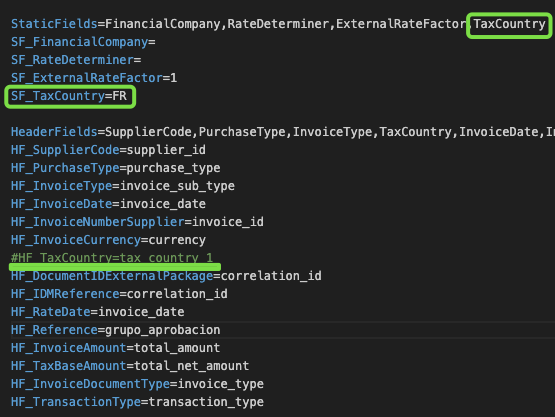 StaticFields=FinancialCompany,RateDeterminer,ExternalRateFactor,TaxCountry
SF_FinancialCompany=
SF_RateDeterminer=
SF_ExternalRateFactor=1
SF_TaxCountry=FR
HeaderFields=SupplierCode,PurchaseType,InvoiceType,TaxCountry,InvoiceDate,
HF_SupplierCode=supplier_id
HF_PurchaseType=purchase_type
HF_InvoiceType=invoice_sub_type
HF_InvoiceDate=invoice_date
HF_InvoiceNumberSupplier=invoice_id
HF_InvoiceCurrency=currency
#HF_TaxCountry=tax_country_1
HF_DocumentIDExternalPackage=correlation_id
HF_IDMReference=correlation_id
HF_RateDate=invoice_date
HF_Reference=grupo_aprobacion
HF_InvoiceAmount=total_amount
HF_TaxBaseAmount=total_net_amount
HF_InvoiceDocumentType=invoice_type
HF_TransactionType=transaction_type